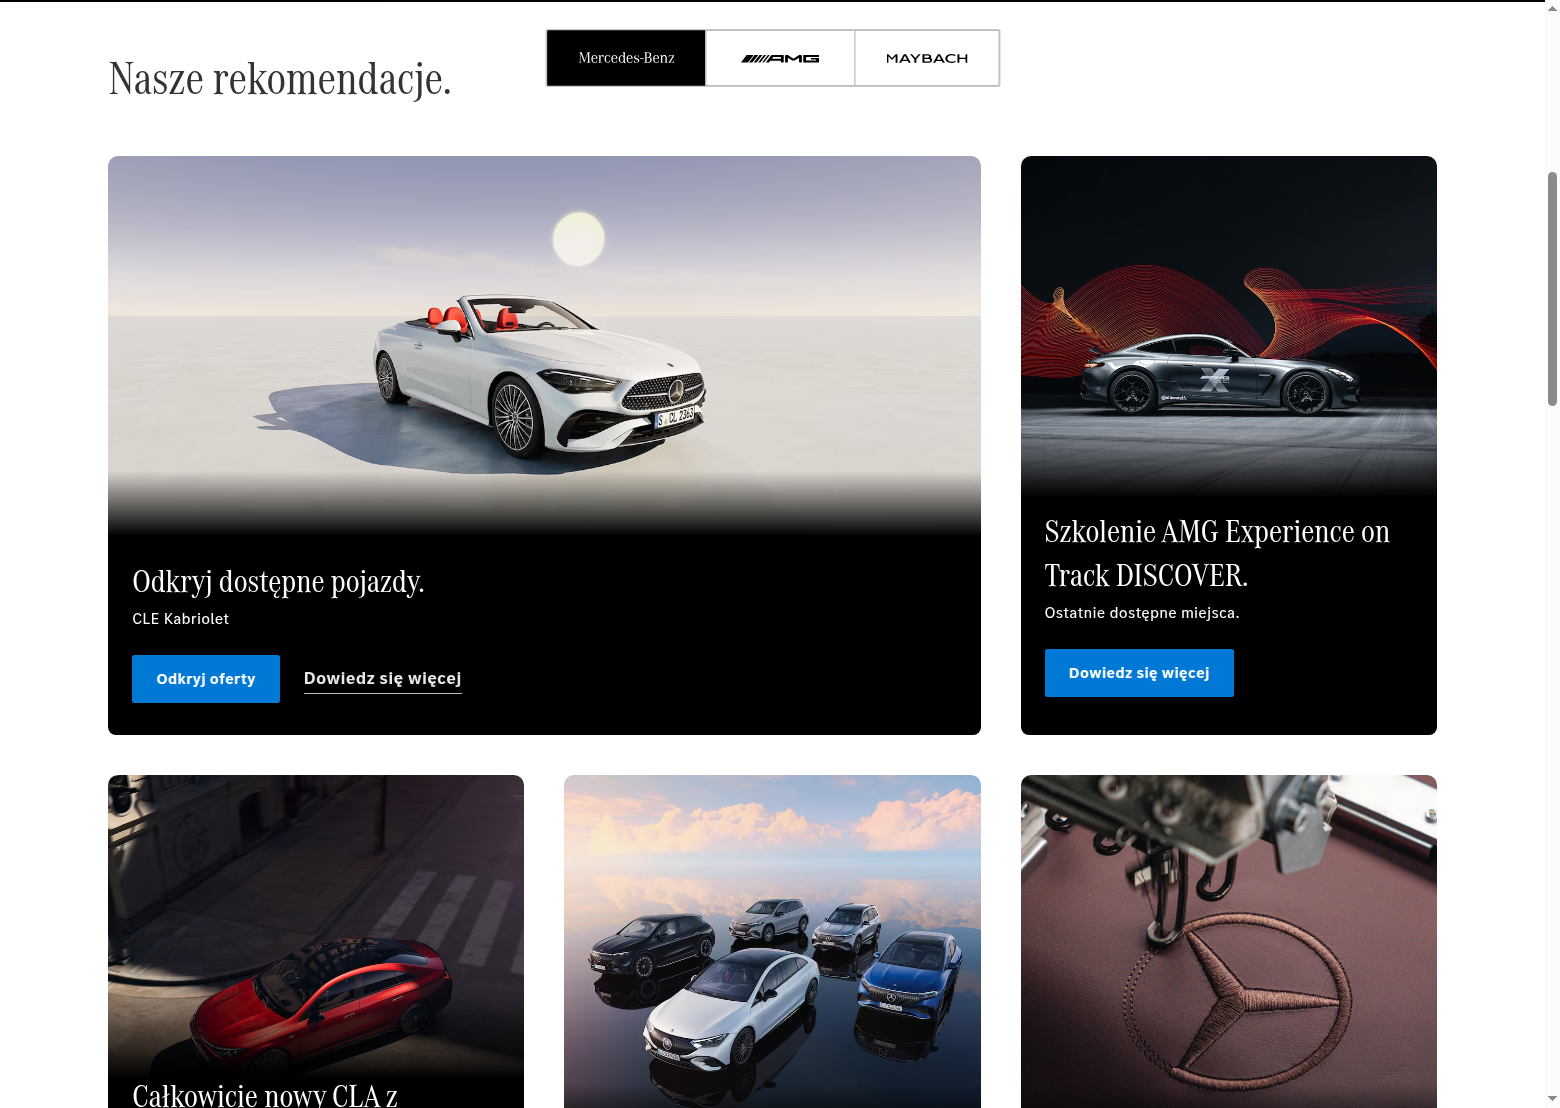 Nasze rekomendacje.
Mercedes-Benz
AMG
MAYBACH
Odkryj dostępne pojazdy.
CLE Kabriolet
Odkryj oferty
Dowiedz się więcej
Szkolenie AMG Experience on
Track DISCOVER.
Ostatnie dostępne miejsca.
Dowiedz się więcej
S CL 2363
Całkowicie nowy CLA z